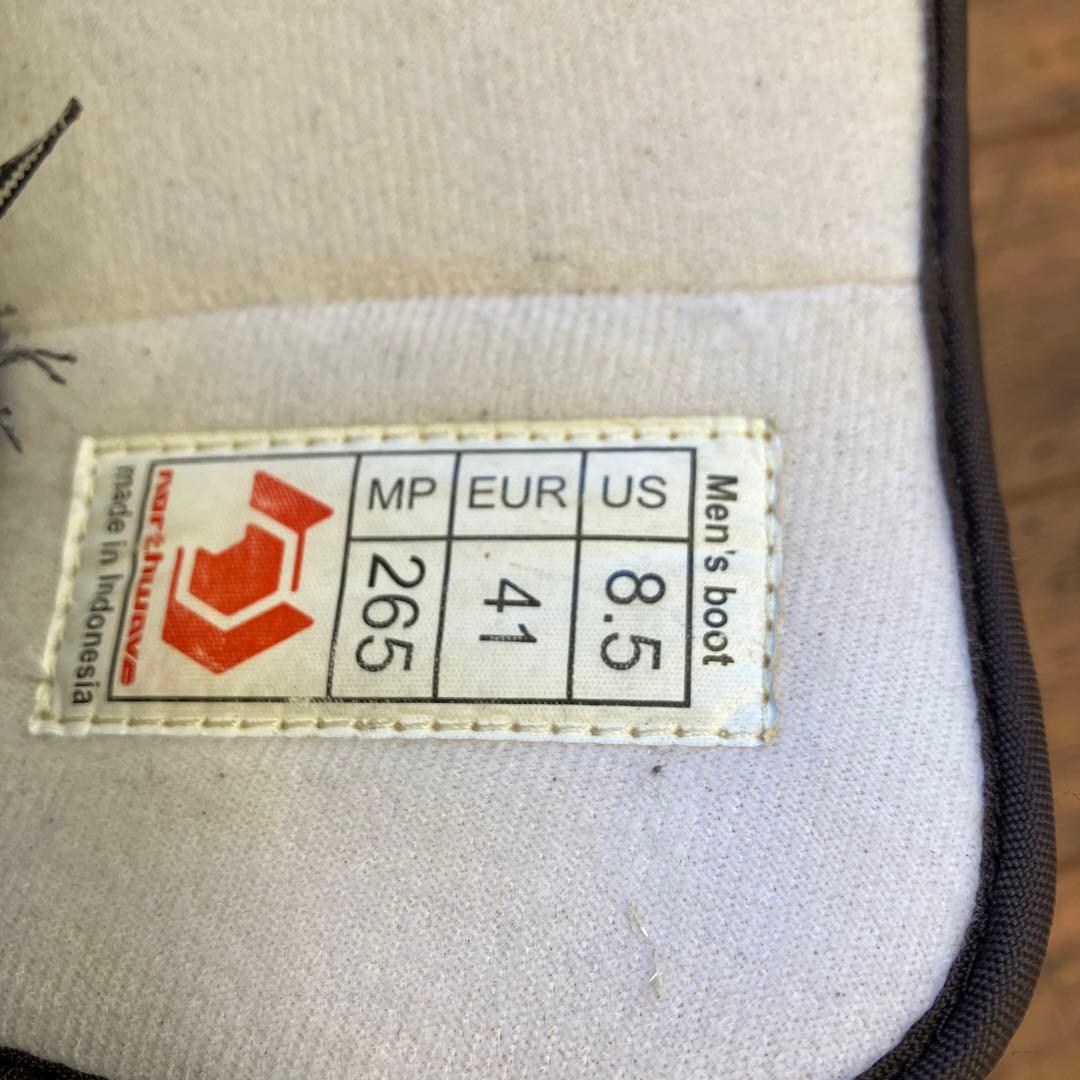 Men's boot
US 8.5
EUR 41
MP 265
northwave
made in Indonesia